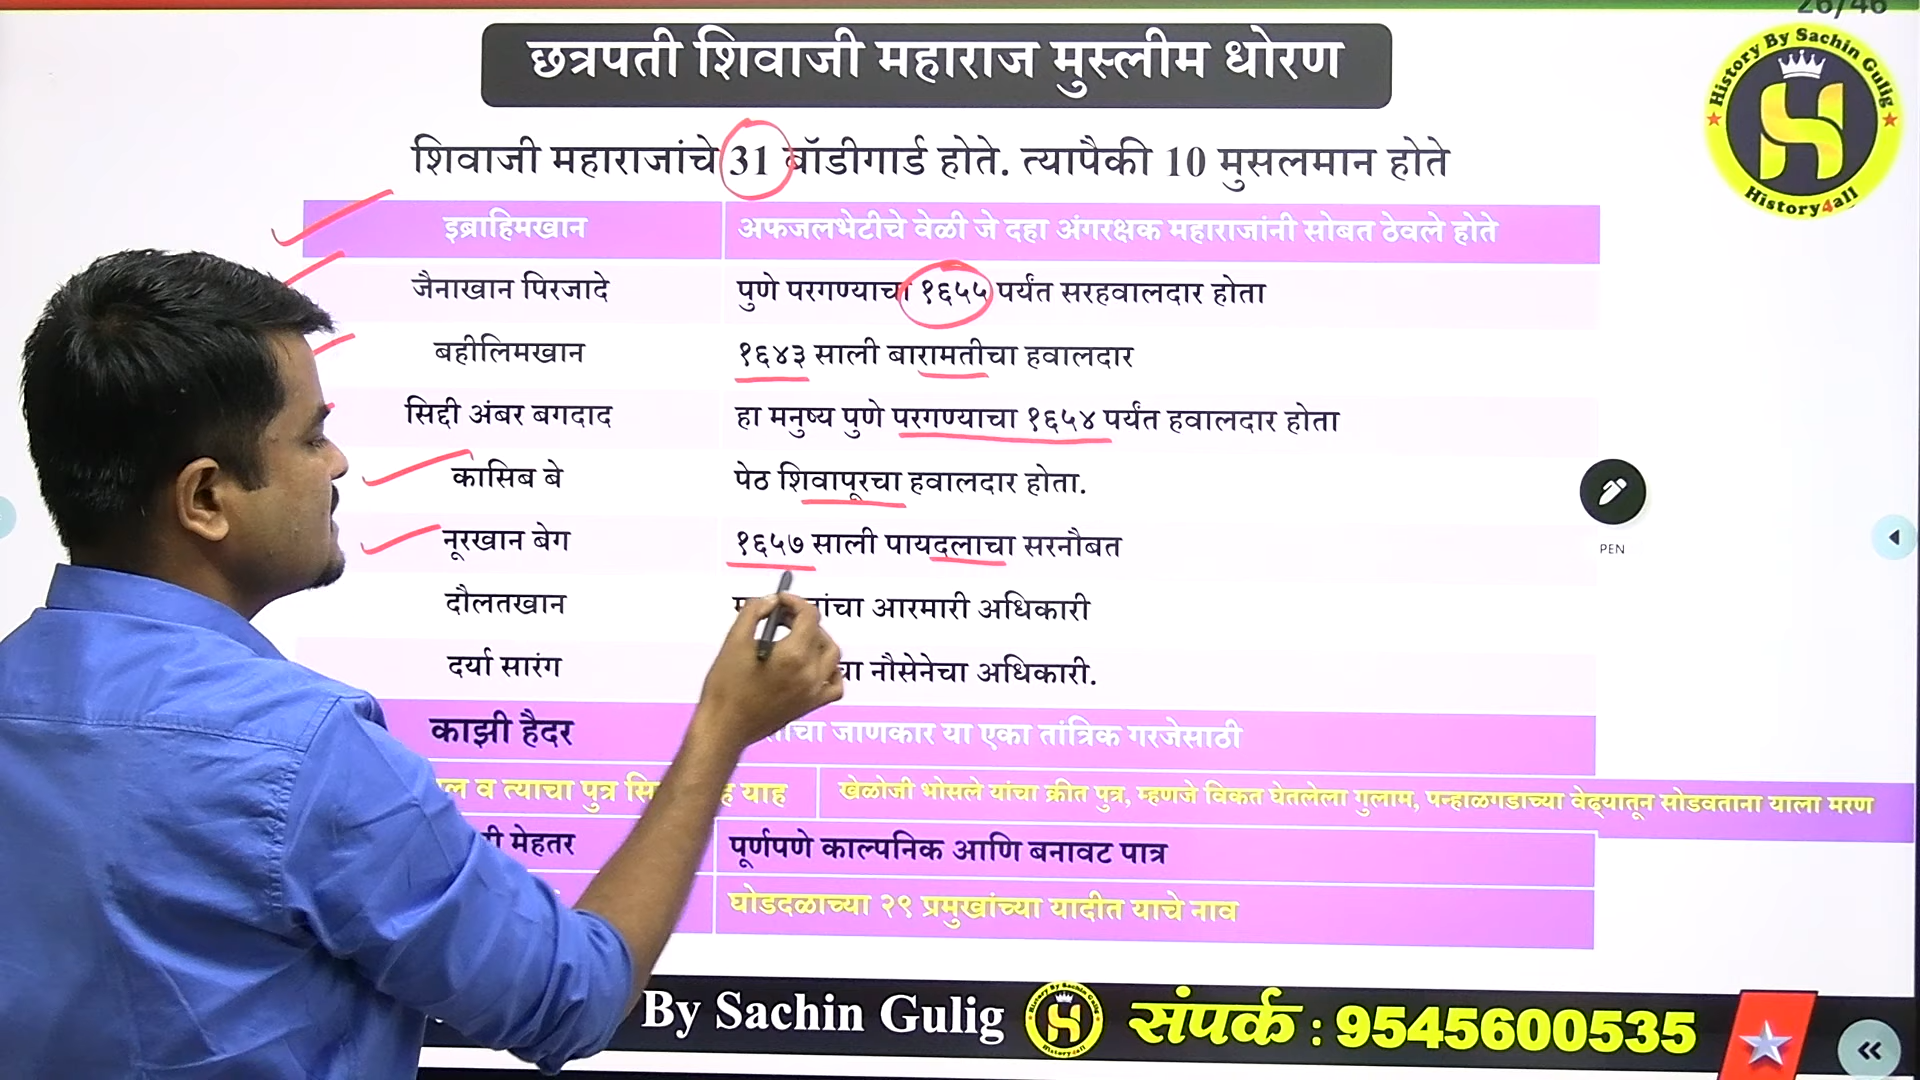 26/46
छत्रपती शिवाजी महाराज मुस्लीम धोरण
History By Sachin Gulig
History4all
शिवाजी महाराजांचे 31 बॉडीगार्ड होते. त्यापैकी 10 मुसलमान होते
इब्राहिमखान अफजलभेटीचे वेळी जे दहा अंगरक्षक महाराजांनी सोबत ठेवले होते
जैनाखान पिरजादे पुणे परगण्याचा १६५५ पर्यंत सरहवालदार होता
बहीलिमखान १६४३ साली बारामतीचा हवालदार
सिद्दी अंबर बगदाद हा मनुष्य पुणे परगण्याचा १६५४ पर्यंत हवालदार होता
कासिब बे पेठ शिवापूरचा हवालदार होता.
नूरखान बेग १६५७ साली पायदलाचा सरनौबत
दौलतखान आरमारी अधिकारी
दर्या सारंग नौसेनेचा अधिकारी.
काझी हैदर जाणकार या एका तांत्रिक गरजेसाठी
व त्याचा पुत्र याह खेळोजी भोसले यांचा क्रीत पुत्र, म्हणजे विकत घेतलेला गुलाम, पन्हाळगडाच्या वेढ्यातून सोडवताना याला मरण
मेहतर पूर्णपणे काल्पनिक आणि बनावट पात्र
घोडदळाच्या २९ प्रमुखांच्या यादीत याचे नाव
PEN
By Sachin Gulig संपर्क : 9545600535